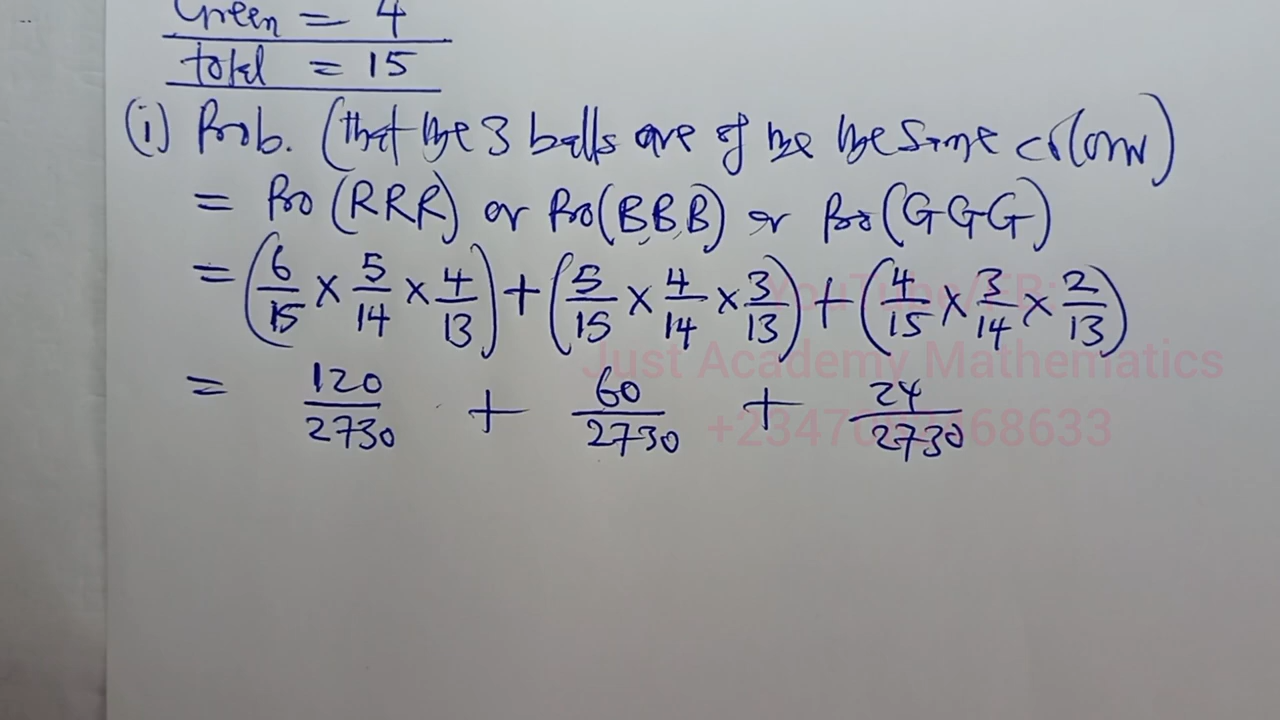 Green = 4
total = 15
(i) Prob. (that the 3 balls are of the the same colour)
= Pro (RRR) or Pro(B,B,B) or Pro (GGG)
= (6/15 × 5/14 × 4/13) + (5/15 × 4/14 × 3/13) + (4/15 × 3/14 × 2/13)
= 120/2730 + 60/2730 + 24/2730
Just Academy Mathematics